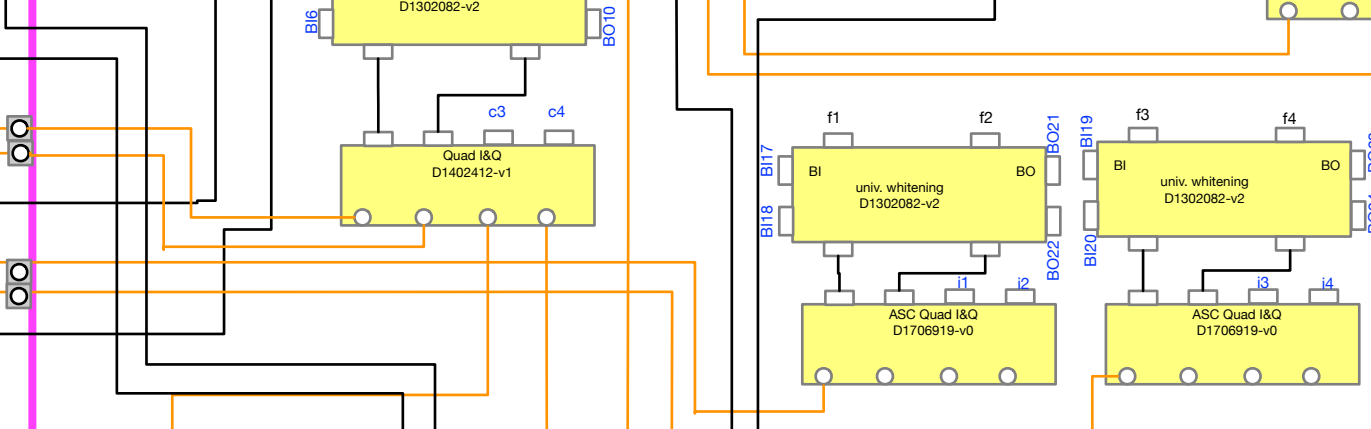 D1302082-v2
BI6
BO10
c3
c4
Quad I&Q
D1402412-v1
f1
f2
BI17
BI18
BI
BO
BO21
BO22
univ. whitening
D1302082-v2
i1
i2
ASC Quad I&Q
D1706919-v0
f3
f4
BI19
BI20
BI
BO
univ. whitening
D1302082-v2
i3
i4
ASC Quad I&Q
D1706919-v0